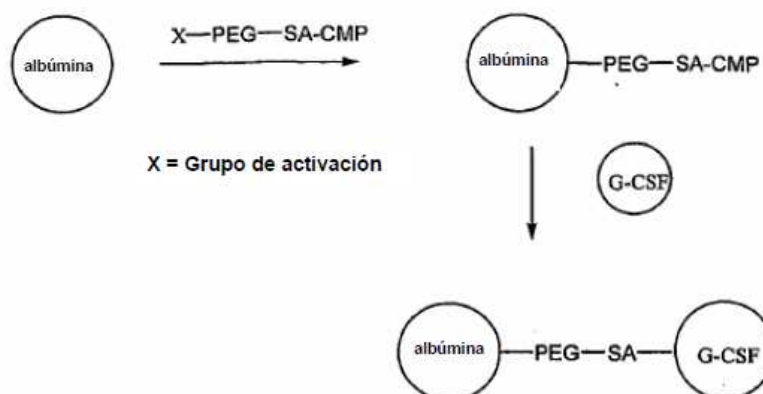 albúmina
X—PEG—SA-CMP
albúmina—PEG—SA-CMP
X = Grupo de activación
G-CSF
albúmina—PEG—SA—G-CSF